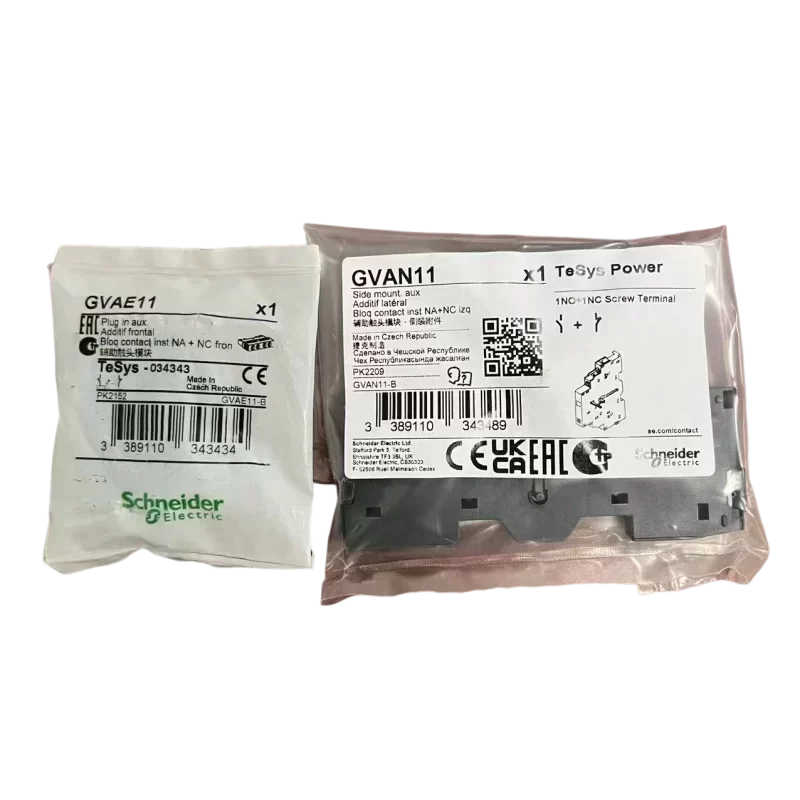 GVAE11
x1
EAC
Plug in aux.
Additif frontal
Bloq contact inst NA + NC fron
辅助触头模块
TeSys - 034343
Made in
Czech Republic
CE
PK2152
GVAE11-B
3 389110 343434
Schneider
Electric
GVAN11
x1
TeSys Power
Side mount. aux
Additif latéral
Bloq contact inst NA+NC izq
辅助触头模块 - 侧装附件
Made in Czech Republic
捷克制造
Сделано в Чешской Республике
Чех Республикасында жасалған
PK2209
GVAN11-B
1NO+1NC Screw Terminal
+
3 389110 343489
se.com/contact
Schneider Electric Ltd.
Stafford Park 5, Telford,
Shropshire TF3 3BL, UK
Schneider Electric, CS30323
F- 92506 Rueil Malmaison Cedex
CE UKCA EAC
Schneider
Electric